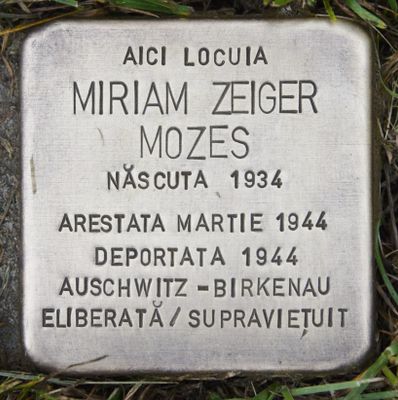 AICI LOCUIA
MIRIAM ZEIGER
MOZES
NĂSCUTA 1934
ARESTATA MARTIE 1944
DEPORTATA 1944
AUSCHWITZ - BIRKENAU
ELIBERATĂ / SUPRAVIEȚUIT